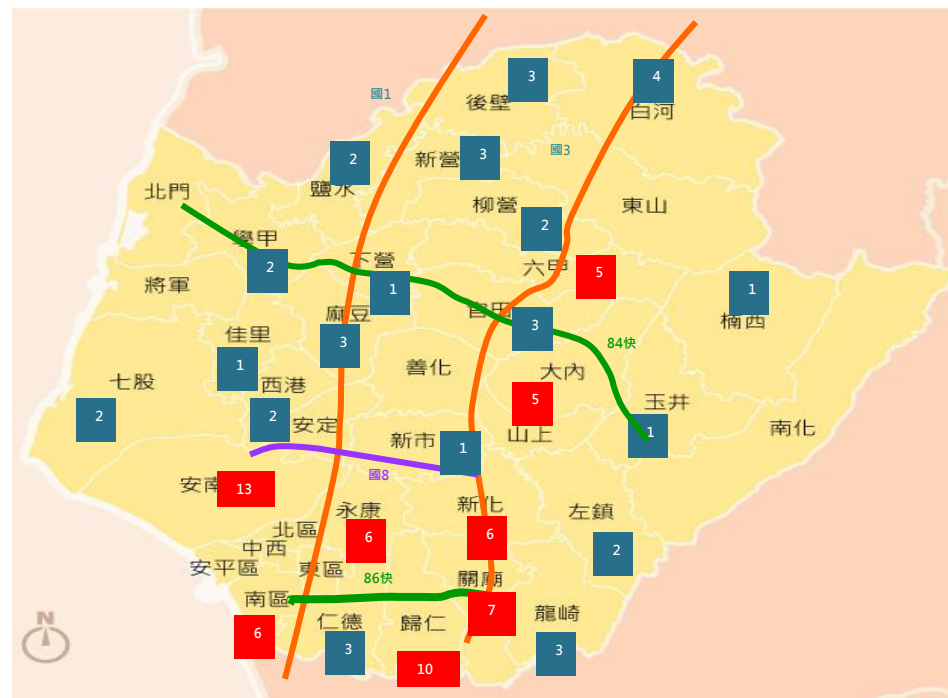 國1
3
後壁
4
白河
2
鹽水
新營
3
國3
北門
柳營
2
東山
學甲
2
下營
1
六甲
5
將軍
1
楠西
麻豆
3
官田
3
84快
佳里
1
善化
大內
5
七股
2
西港
2
安定
玉井
1
新市
1
山上
南化
國8
安南
13
永康
6
新化
6
左鎮
2
北區
中西
安平區
東區
86快
關廟
7
南區
6
仁德
3
歸仁
10
龍崎
3
N